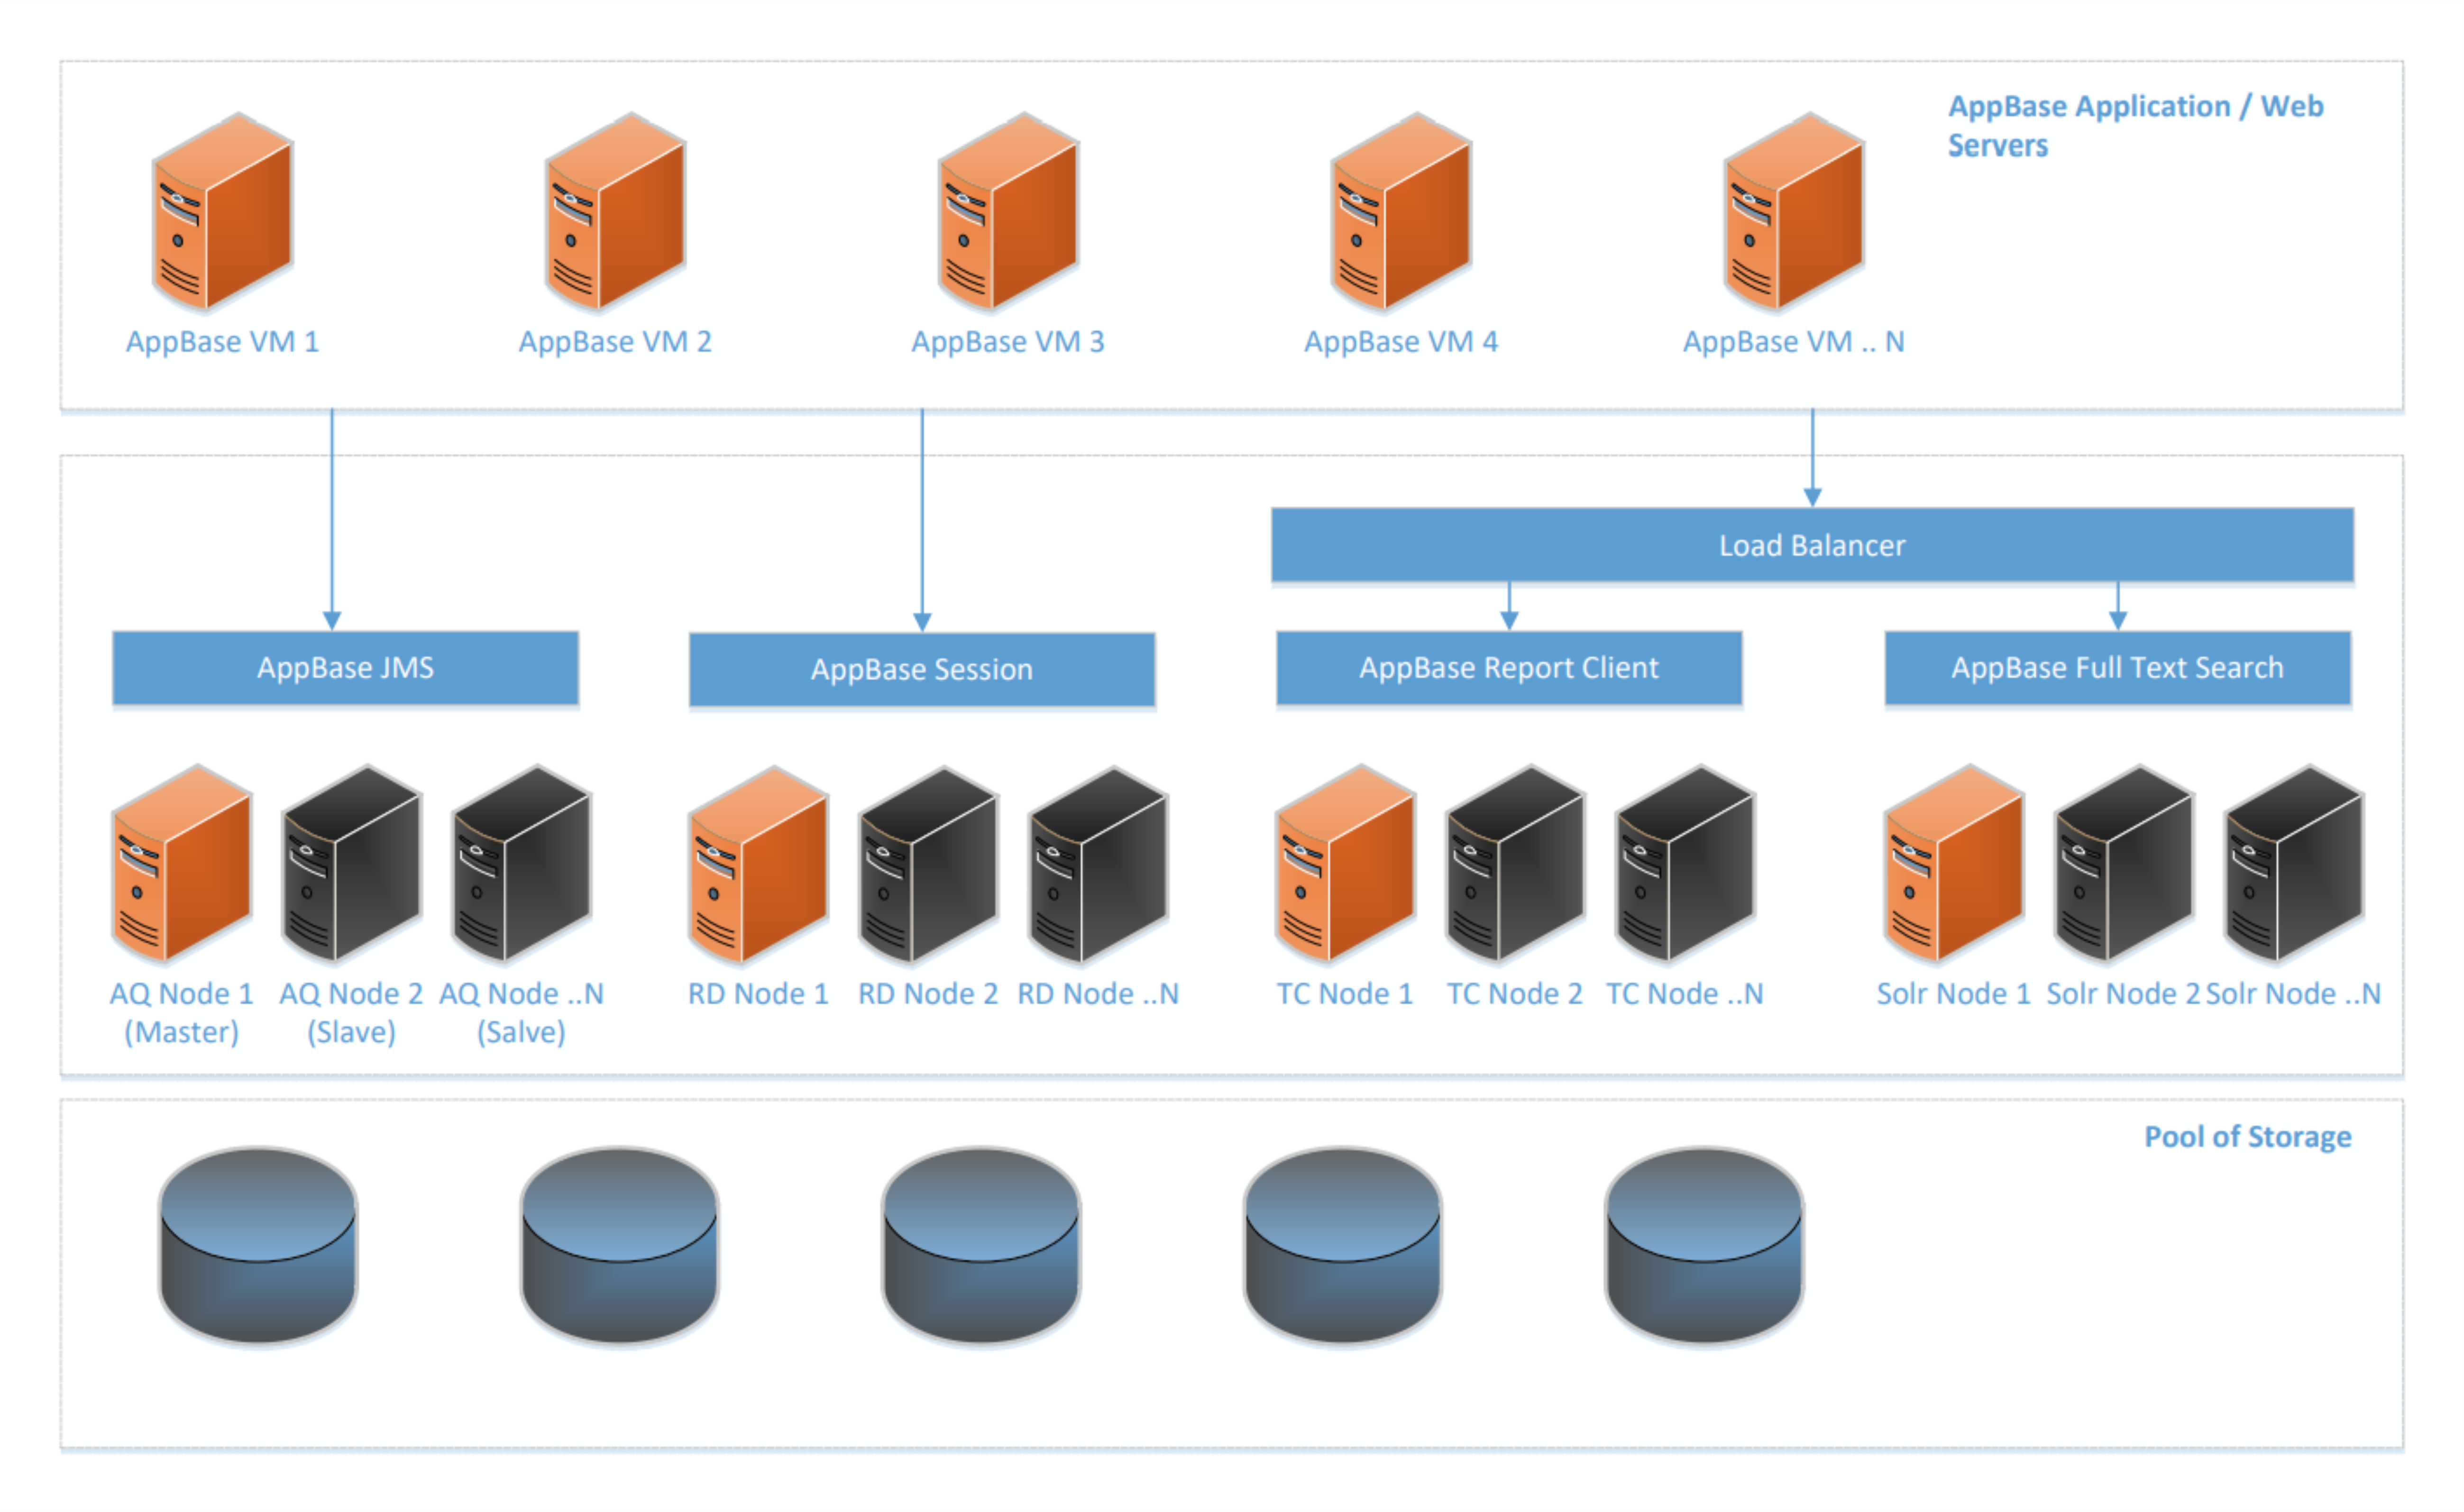 AppBase Application / Web
Servers
AppBase VM 1
AppBase VM 2
AppBase VM 3
AppBase VM 4
AppBase VM .. N
Load Balancer
AppBase JMS
AppBase Session
AppBase Report Client
AppBase Full Text Search
AQ Node 1
(Master)
AQ Node 2
(Slave)
AQ Node ..N
(Salve)
RD Node 1
RD Node 2
RD Node ..N
TC Node 1
TC Node 2
TC Node ..N
Solr Node 1
Solr Node 2
Solr Node ..N
Pool of Storage